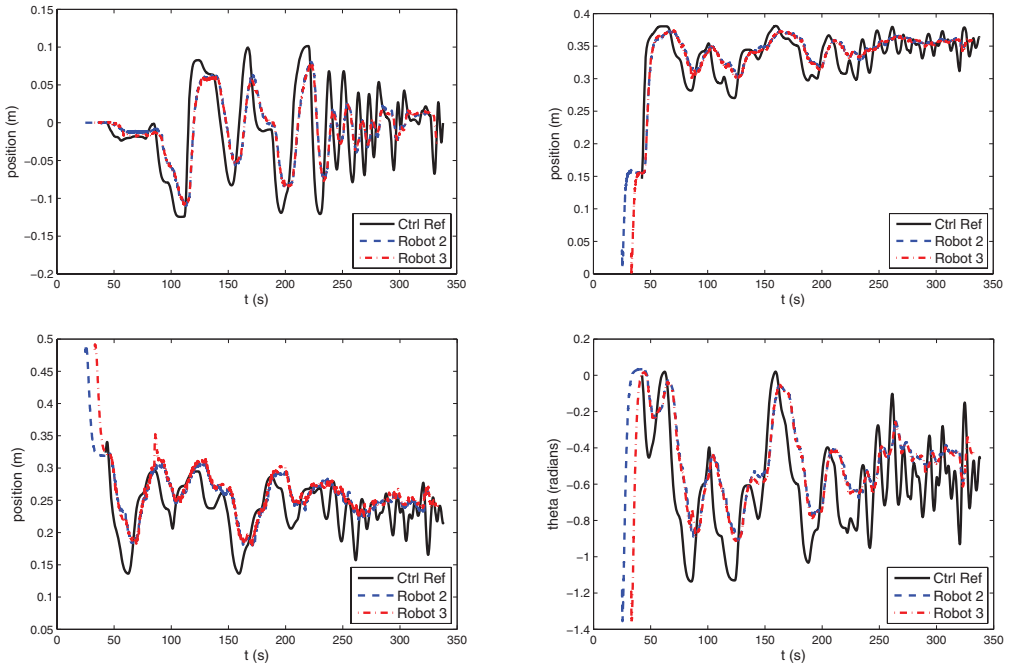 0.15
0.1
0.05
0
−0.05
−0.1
−0.15
−0.2
position (m)
0 50 100 150 200 250 300 350
t (s)
Ctrl Ref
Robot 2
Robot 3
0.4
0.35
0.3
0.25
0.2
0.15
0.1
0.05
0
position (m)
0 50 100 150 200 250 300 350
t (s)
Ctrl Ref
Robot 2
Robot 3
0.5
0.45
0.4
0.35
0.3
0.25
0.2
0.15
0.1
0.05
position (m)
0 50 100 150 200 250 300 350
t (s)
Ctrl Ref
Robot 2
Robot 3
0.2
0
−0.2
−0.4
−0.6
−0.8
−1
−1.2
−1.4
theta (radians)
0 50 100 150 200 250 300 350
t (s)
Ctrl Ref
Robot 2
Robot 3